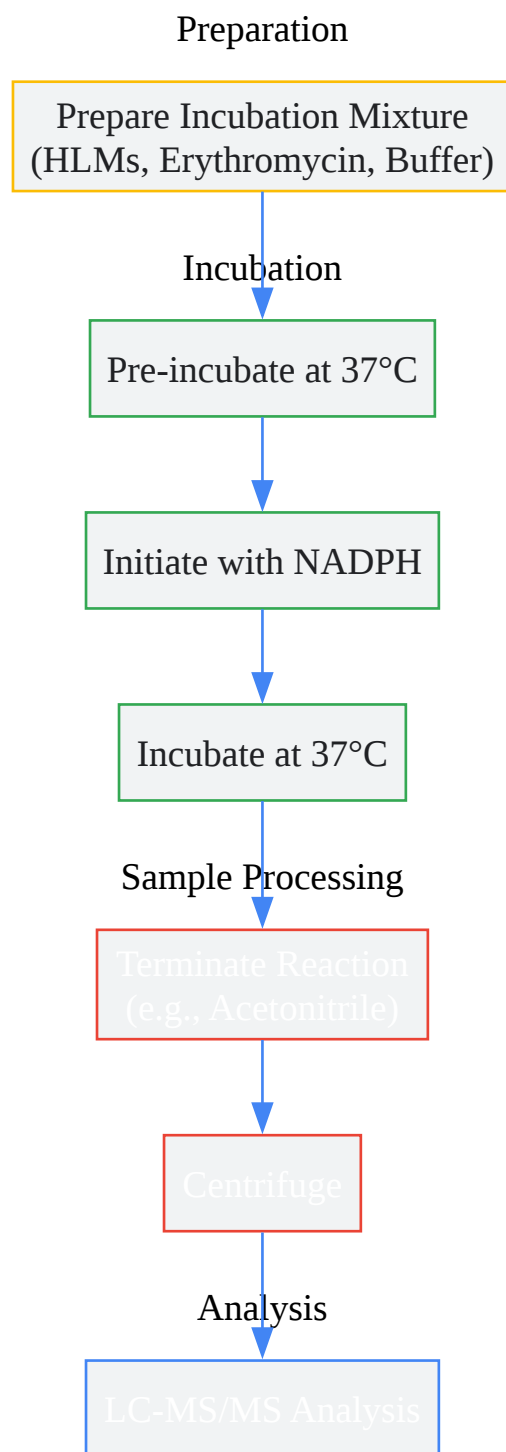 Preparation
Prepare Incubation Mixture
(HLMs, Erythromycin, Buffer)
Incubation
Pre-incubate at 37°C
Initiate with NADPH
Incubate at 37°C
Sample Processing
Terminate Reaction
(e.g., Acetonitrile)
Centrifuge
Analysis
LC-MS/MS Analysis